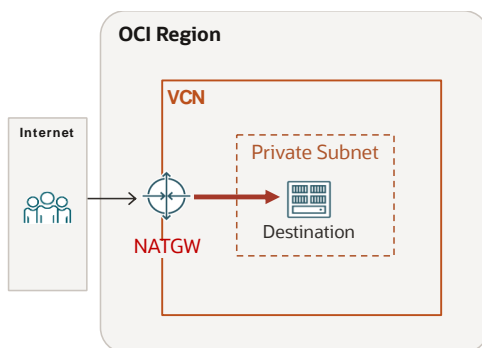 OCI Region
VCN
Internet
Private Subnet
Destination
NATGW